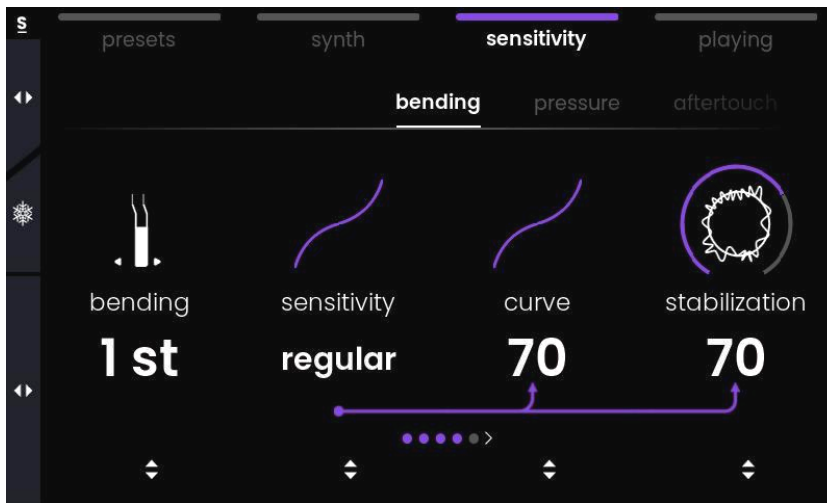 S
presets synth sensitivity playing
bending pressure aftertouch
bending sensitivity curve stabilization
1 st regular 70 70